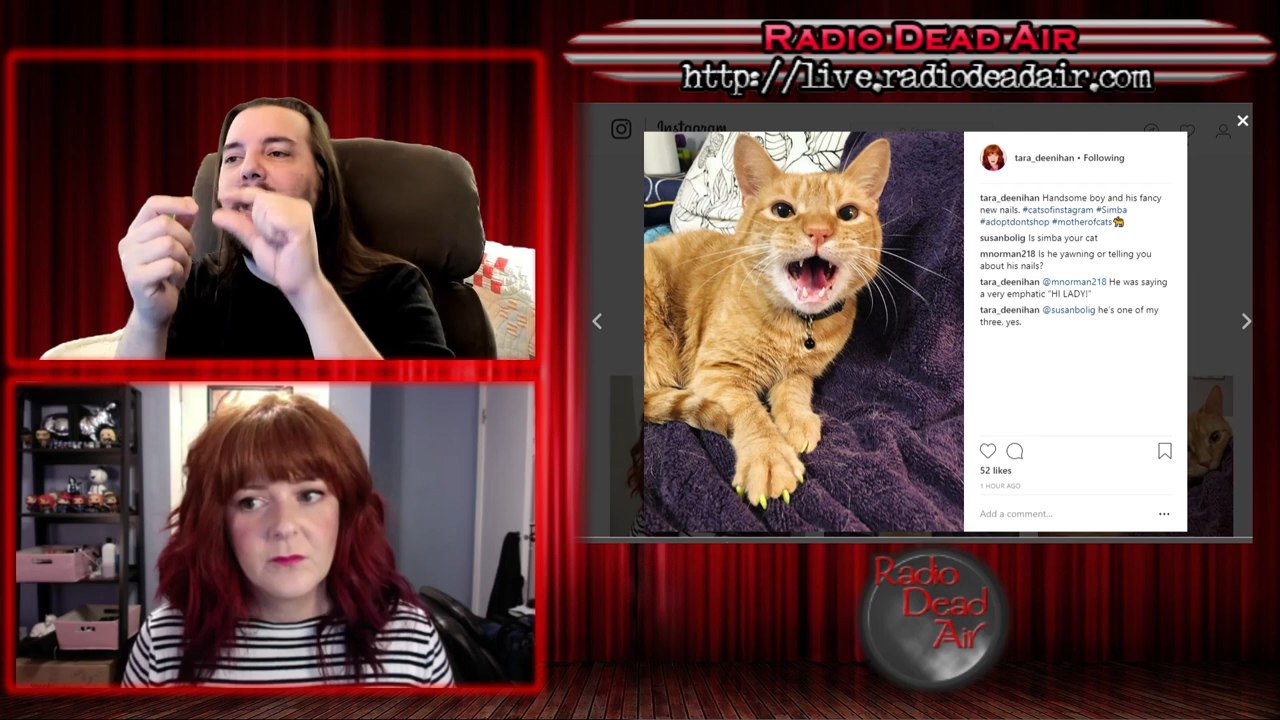 Radio Dead Air
http://live.radiodeadair.com
Instagram
tara_deenihan • Following
tara_deenihan Handsome boy and his fancy
new nails. #catsofinstagram #Simba
#adoptdontshop #motherofcats
susanbolig Is simba your cat
mnorman218 Is he yawning or telling you
about his nails?
tara_deenihan @mnorman218 He was saying
a very emphatic "HI LADY!"
tara_deenihan @susanbolig he's one of my
three, yes.
52 likes
1 HOUR AGO
Add a comment...
Radio
Dead
Air